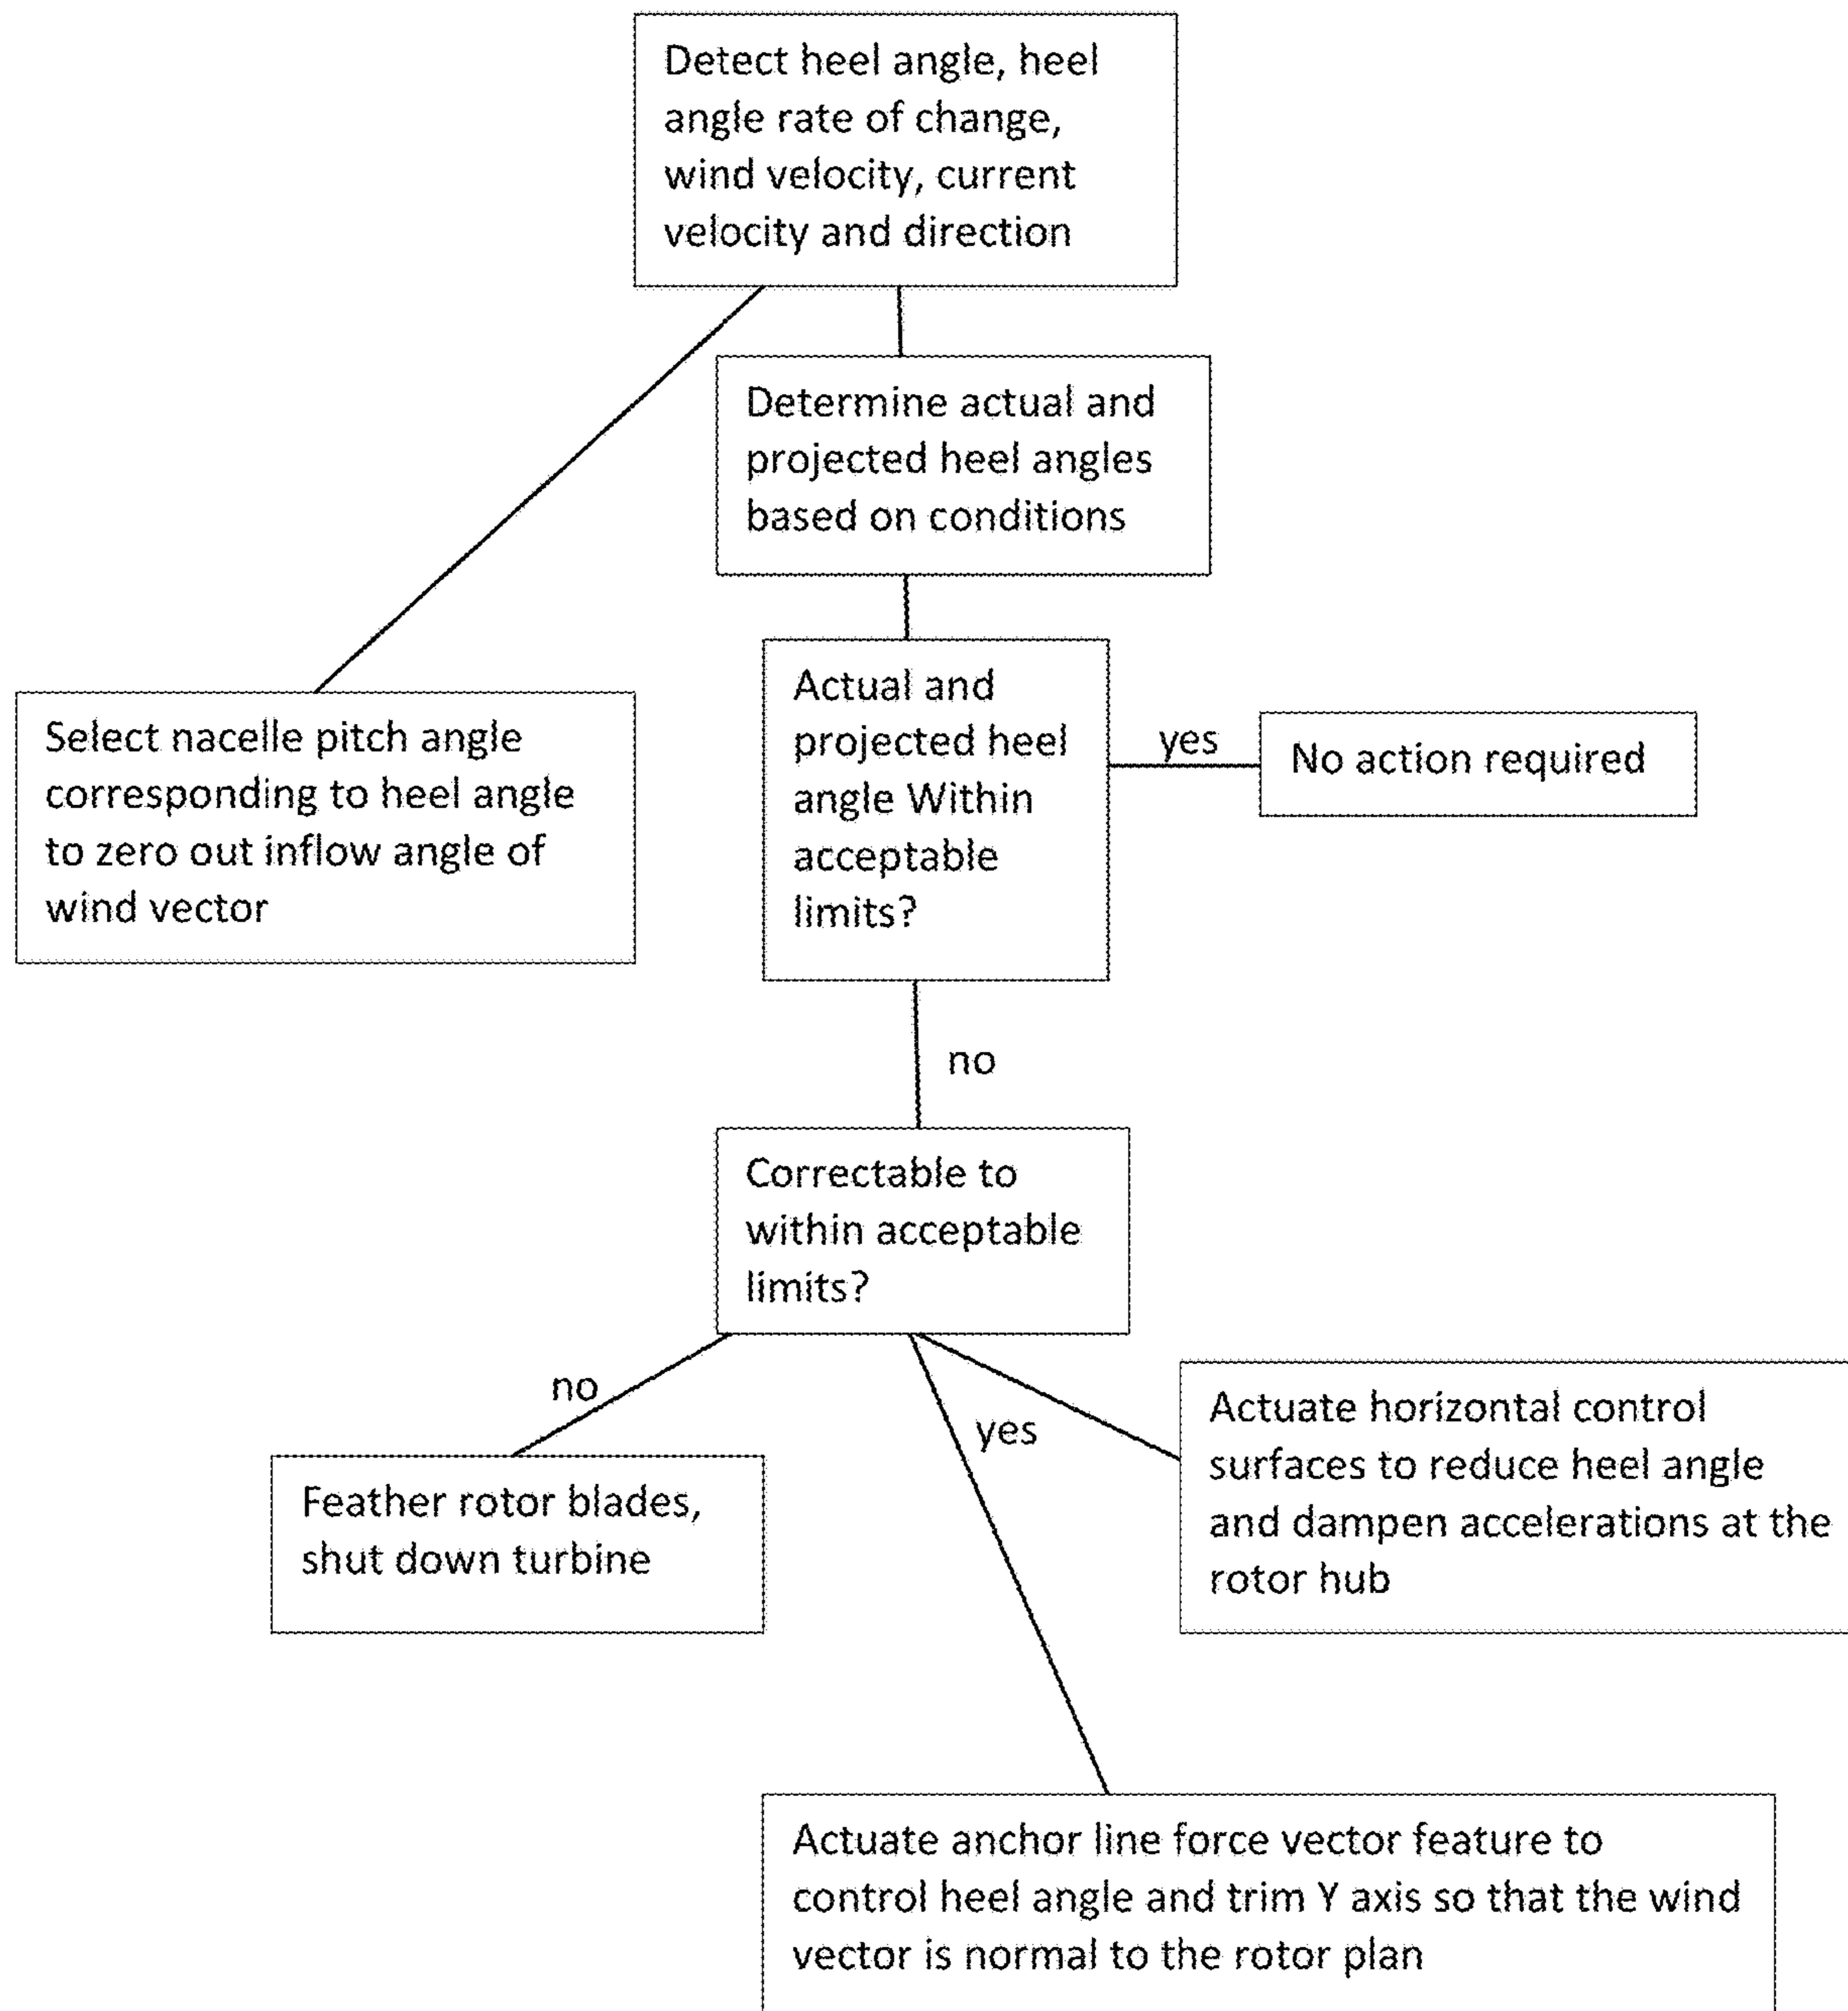 Detect heel angle, heel
angle rate of change,
wind velocity, current
velocity and direction
Determine actual and
projected heel angles
based on conditions
Select nacelle pitch angle
corresponding to heel angle
to zero out inflow angle of
wind vector
Actual and
projected heel
angle Within
acceptable
limits?
yes
No action required
no
Correctable to
within acceptable
limits?
no
yes
Feather rotor blades,
shut down turbine
Actuate horizontal control
surfaces to reduce heel angle
and dampen accelerations at the
rotor hub
Actuate anchor line force vector feature to
control heel angle and trim Y axis so that the wind
vector is normal to the rotor plan